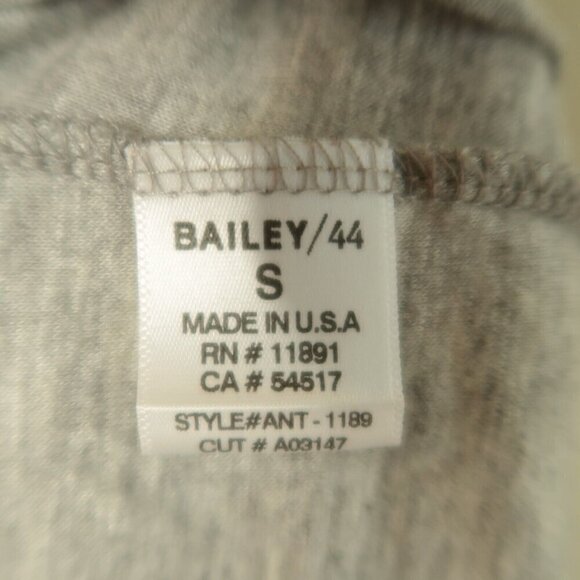 BAILEY/44
S
MADE IN U.S.A
RN # 11891
CA # 54517
STYLE#ANT - 1189
CUT # A03147